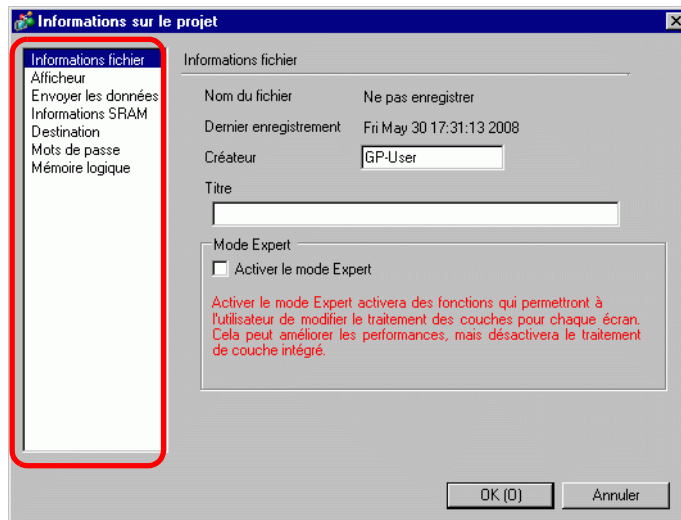 Informations sur le projet
Informations fichier
Afficheur
Envoyer les données
Informations SRAM
Destination
Mots de passe
Mémoire logique
Informations fichier
Nom du fichier Ne pas enregistrer
Dernier enregistrement Fri May 30 17:31:13 2008
Créateur GP-User
Titre
Mode Expert
Activer le mode Expert
Activer le mode Expert activera des fonctions qui permettront à
l'utilisateur de modifier le traitement des couches pour chaque écran.
Cela peut améliorer les performances, mais désactivera le traitement
de couche intégré.
OK (O) Annuler